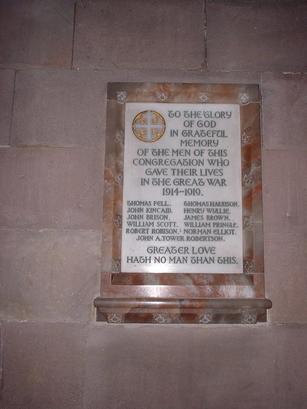 TO THE GLORY
OF GOD
IN GRATEFUL
MEMORY
OF THE MEN OF THIS
CONGREGATION WHO
GAVE THEIR LIVES
IN THE GREAT WAR
1914-1919.
THOMAS FELL. THOMAS HARRISON.
JOHN KINCAID. HENRY WYLLIE.
JOHN BRISON. JAMES BROWN.
WILLIAM SCOTT. WILLIAM PRINGLE.
ROBERT ROBISON. NORMAN ELLIOT.
JOHN A. TOWER ROBERTSON.
GREATER LOVE
HATH NO MAN THAN THIS.